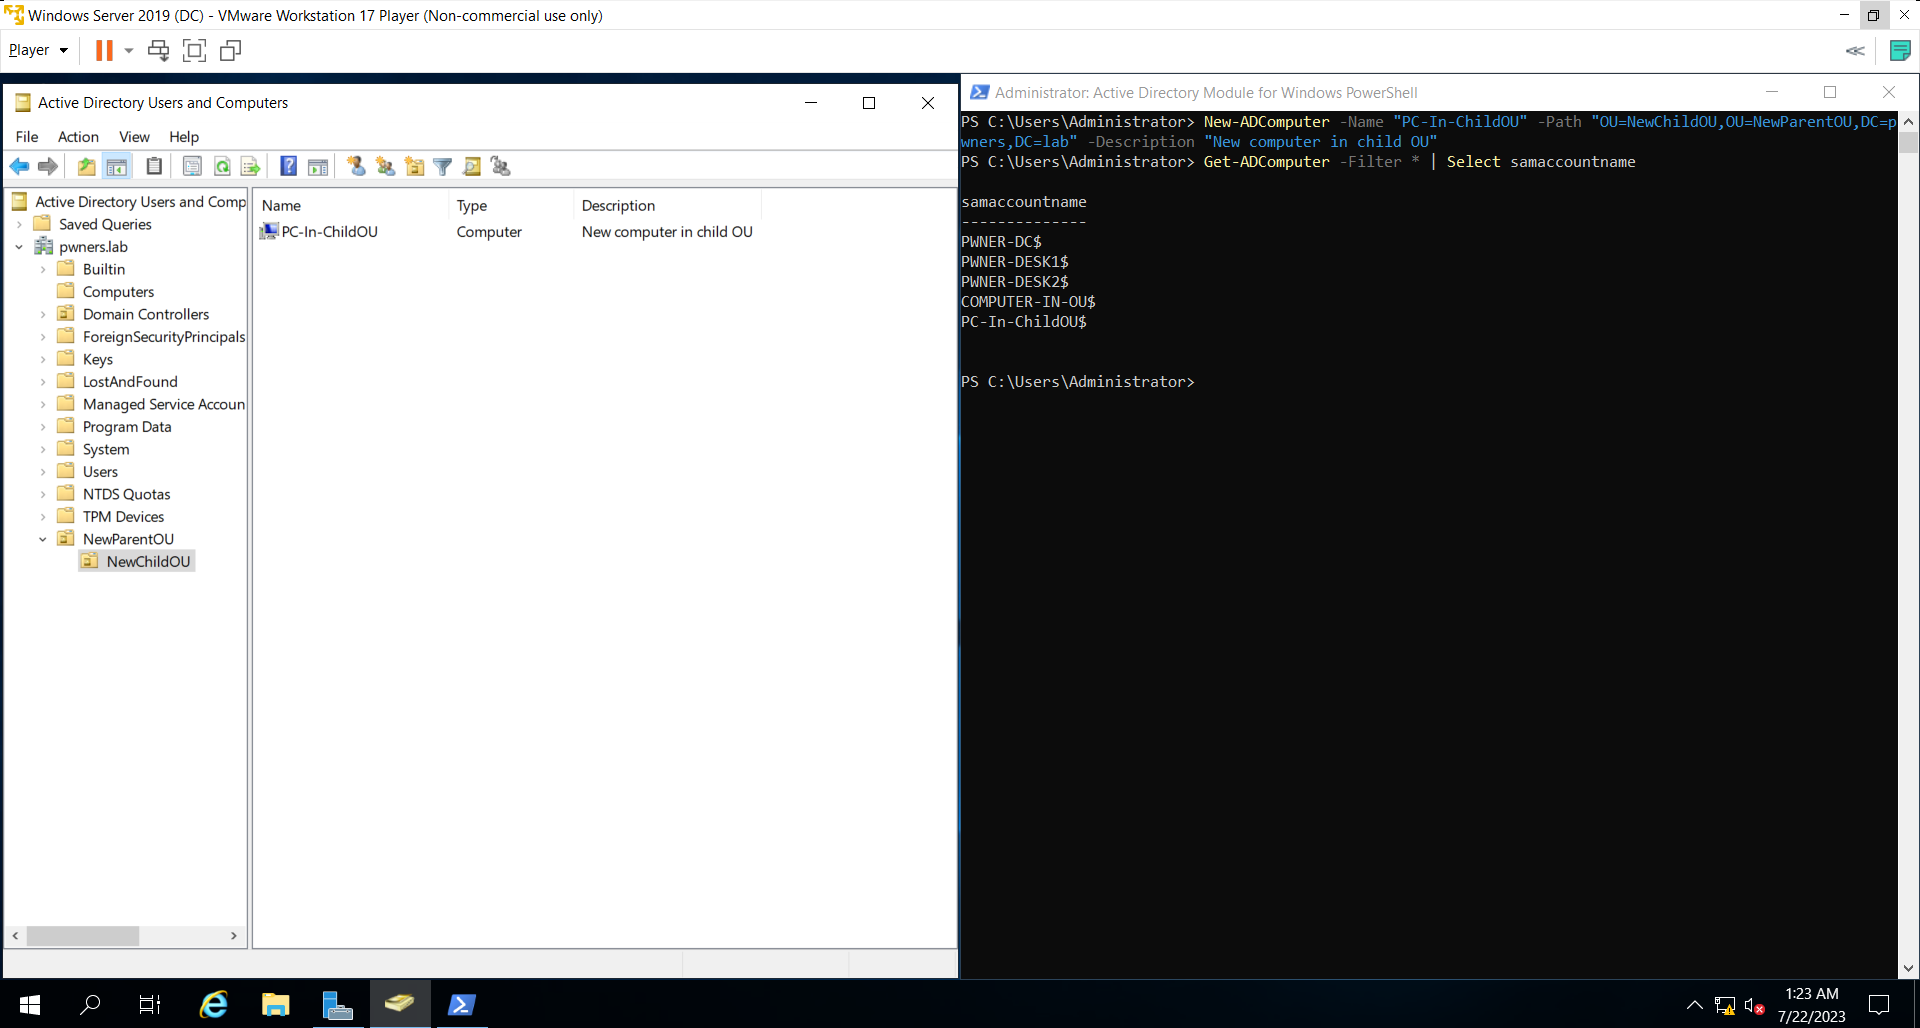 Windows Server 2019 (DC) - VMware Workstation 17 Player (Non-commercial use only)
Player
Active Directory Users and Computers
File Action View Help
Active Directory Users and Comp
Saved Queries
pwners.lab
Builtin
Computers
Domain Controllers
ForeignSecurityPrincipals
Keys
LostAndFound
Managed Service Accoun
Program Data
System
Users
NTDS Quotas
TPM Devices
NewParentOU
NewChildOU
Name Type Description
PC-In-ChildOU Computer New computer in child OU
Administrator: Active Directory Module for Windows PowerShell
PS C:\Users\Administrator> New-ADComputer -Name "PC-In-ChildOU" -Path "OU=NewChildOU,OU=NewParentOU,DC=p
wners,DC=lab" -Description "New computer in child OU"
PS C:\Users\Administrator> Get-ADComputer -Filter * | Select samaccountname
samaccountname
--------------
PWNER-DC$
PWNER-DESK1$
PWNER-DESK2$
COMPUTER-IN-OU$
PC-In-ChildOU$
PS C:\Users\Administrator>
1:23 AM
7/22/2023